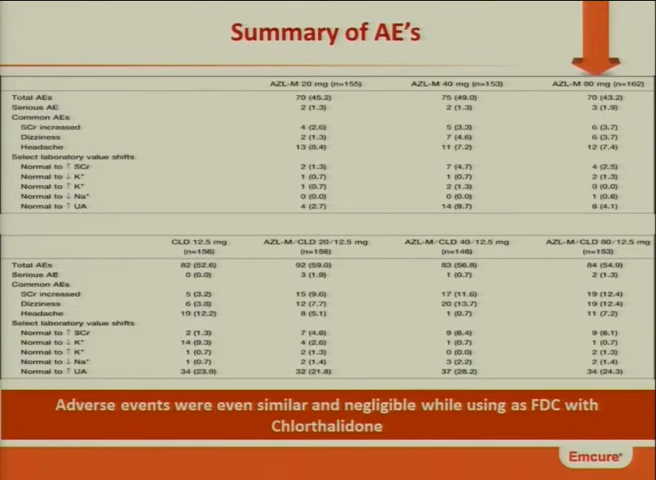 Summary of AE's
AZL-M 20 mg (n=155) AZL-M 40 mg (n=153) AZL-M 80 mg (n=162)
Total AEs 70 (45.2) 75 (49.0) 70 (43.2)
Serious AE 2 (1.3) 2 (1.3) 3 (1.9)
Common AEs
SCr increased 4 (2.6) 5 (3.3) 6 (3.7)
Dizziness 2 (1.3) 7 (4.6) 6 (3.7)
Headache 13 (8.4) 11 (7.2) 12 (7.4)
Select laboratory value shifts
Normal to ↑ SCr 2 (1.3) 7 (4.7) 4 (2.5)
Normal to ↓ K⁺ 1 (0.7) 1 (0.7) 2 (1.3)
Normal to ↑ K⁺ 1 (0.7) 2 (1.3) 0 (0.0)
Normal to ↓ Na⁺ 0 (0.0) 0 (0.0) 1 (0.6)
Normal to ↑ UA 4 (2.7) 14 (9.7) 6 (4.1)
CLD 12.5 mg AZL-M/CLD 20/12.5 mg AZL-M/CLD 40/12.5 mg AZL-M/CLD 80/12.5 mg
(n=156) (n=156) (n=146) (n=153)
Total AEs 82 (52.6) 92 (59.0) 83 (56.8) 84 (54.9)
Serious AE 0 (0.0) 3 (1.9) 1 (0.7) 2 (1.3)
Common AEs
SCr increased 5 (3.2) 15 (9.6) 17 (11.6) 19 (12.4)
Dizziness 6 (3.8) 12 (7.7) 20 (13.7) 19 (12.4)
Headache 19 (12.2) 8 (5.1) 1 (0.7) 11 (7.2)
Select laboratory value shifts
Normal to ↑ SCr 2 (1.3) 7 (4.6) 9 (6.4) 9 (6.1)
Normal to ↓ K⁺ 14 (9.3) 4 (2.6) 1 (0.7) 1 (0.7)
Normal to ↑ K⁺ 1 (0.7) 2 (1.3) 0 (0.0) 2 (1.3)
Normal to ↓ Na⁺ 1 (0.7) 2 (1.4) 3 (2.2) 2 (1.4)
Normal to ↑ UA 34 (23.9) 32 (21.8) 37 (28.2) 34 (24.3)
Adverse events were even similar and negligible while using as FDC with
Chlorthalidone
Emcure®